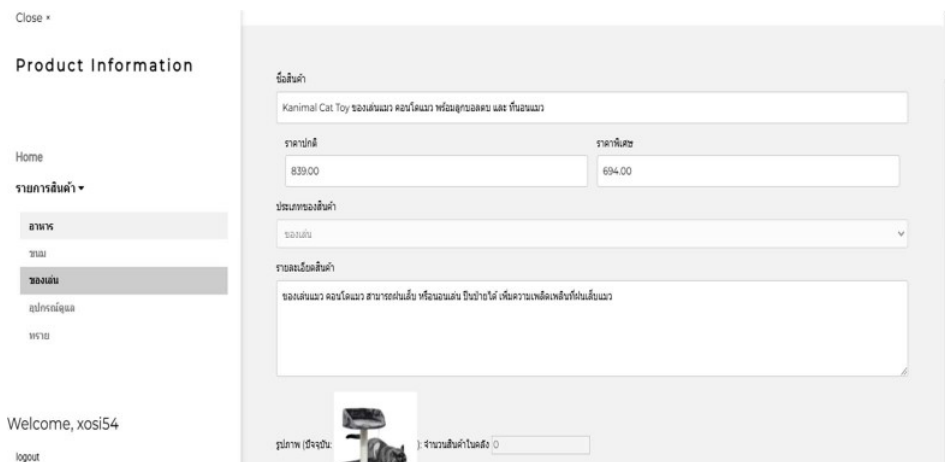 Close ×
Product Information
Home
รายการสินค้า ▾
อาหาร
ขนม
ของเล่น
อุปกรณ์ดูแล
ทราย
Welcome, xosi54
logout
ชื่อสินค้า
Kanimal Cat Toy ของเล่นแมว คอนโดแมว พร้อมลูกบอลตบ และ ที่นอนแมว
ราคาปกติ ราคาพิเศษ
839.00 694.00
ประเภทของสินค้า
ของเล่น
รายละเอียดสินค้า
ของเล่นแมว คอนโดแมว สามารถฝนเล็บ หรือนอนเล่น ปีนป่ายได้ เพิ่มความเพลิดเพลินที่ฝนเล็บแมว
รูปภาพ (ปัจจุบัน: ): จำนวนสินค้าในคลัง 0